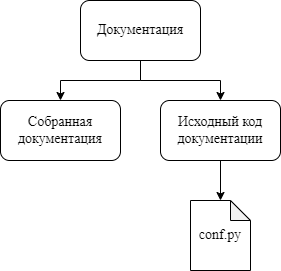 Документация
Собранная
документация
Исходный код
документации
conf.py